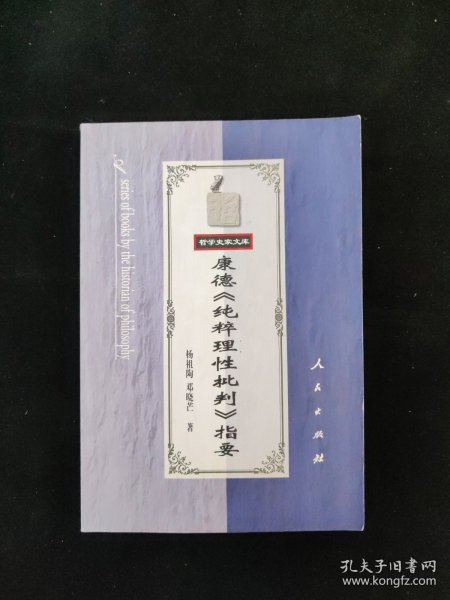 A series of books by the historian of philosophy
哲学史家文库
康德《纯粹理性批判》指要
杨祖陶 邓晓芒 著
人民出版社
孔夫子旧书网
www.kongfz.com